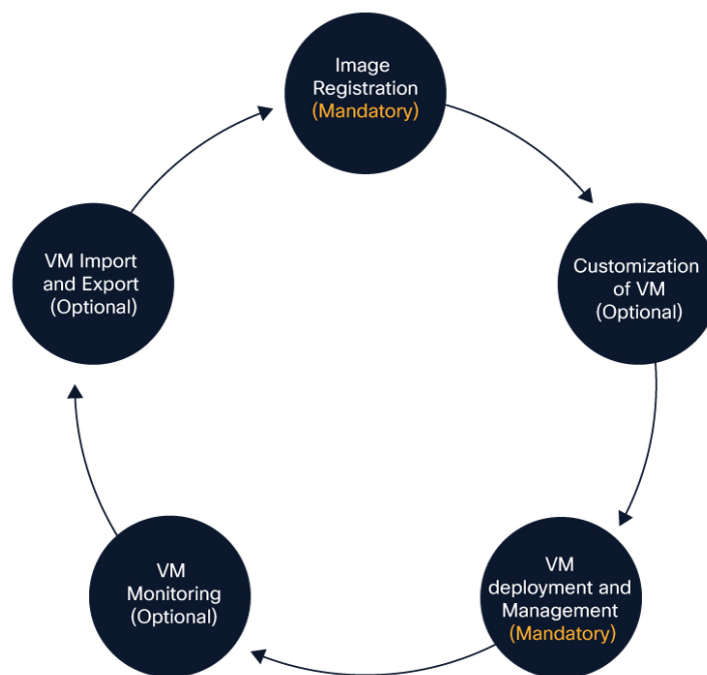 Image
Registration
(Mandatory)
Customization
of VM
(Optional)
VM
deployment and
Management
(Mandatory)
VM
Monitoring
(Optional)
VM Import
and Export
(Optional)